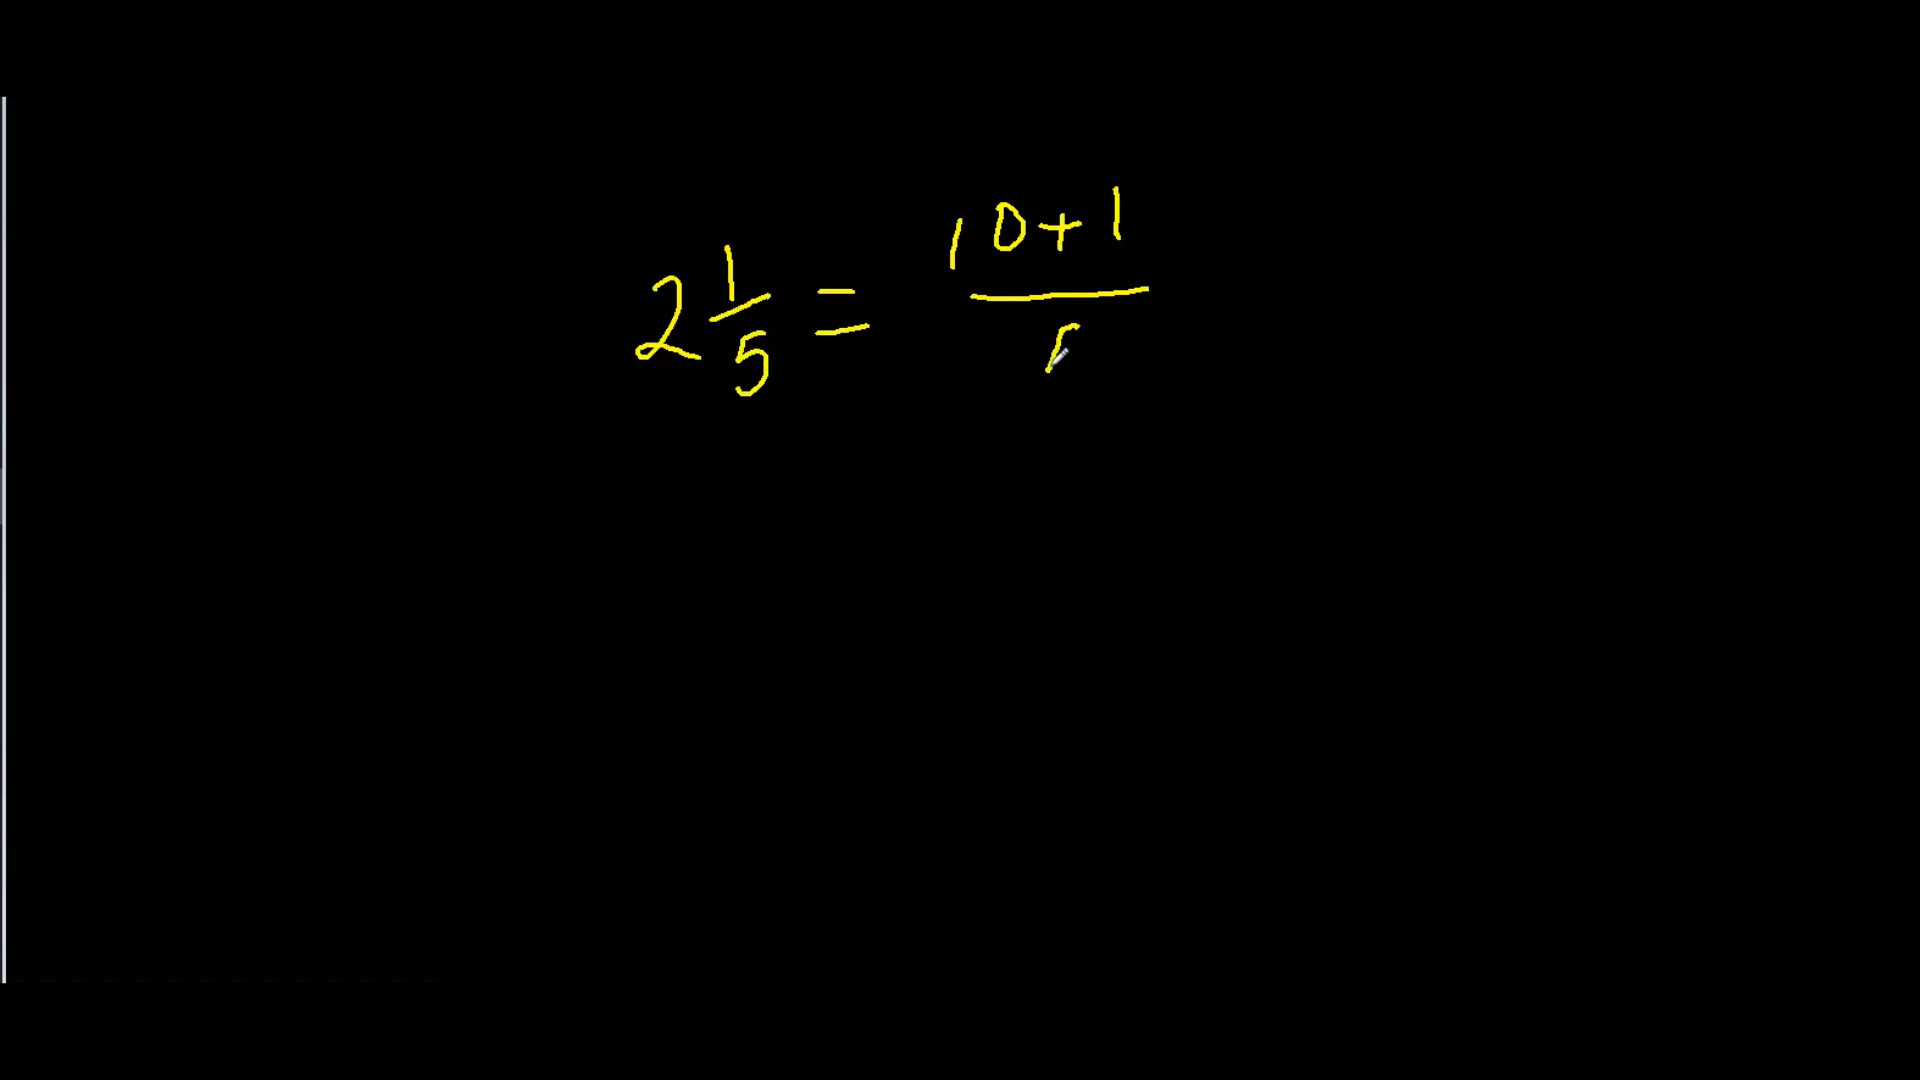 2 1/5 = (10+1)/